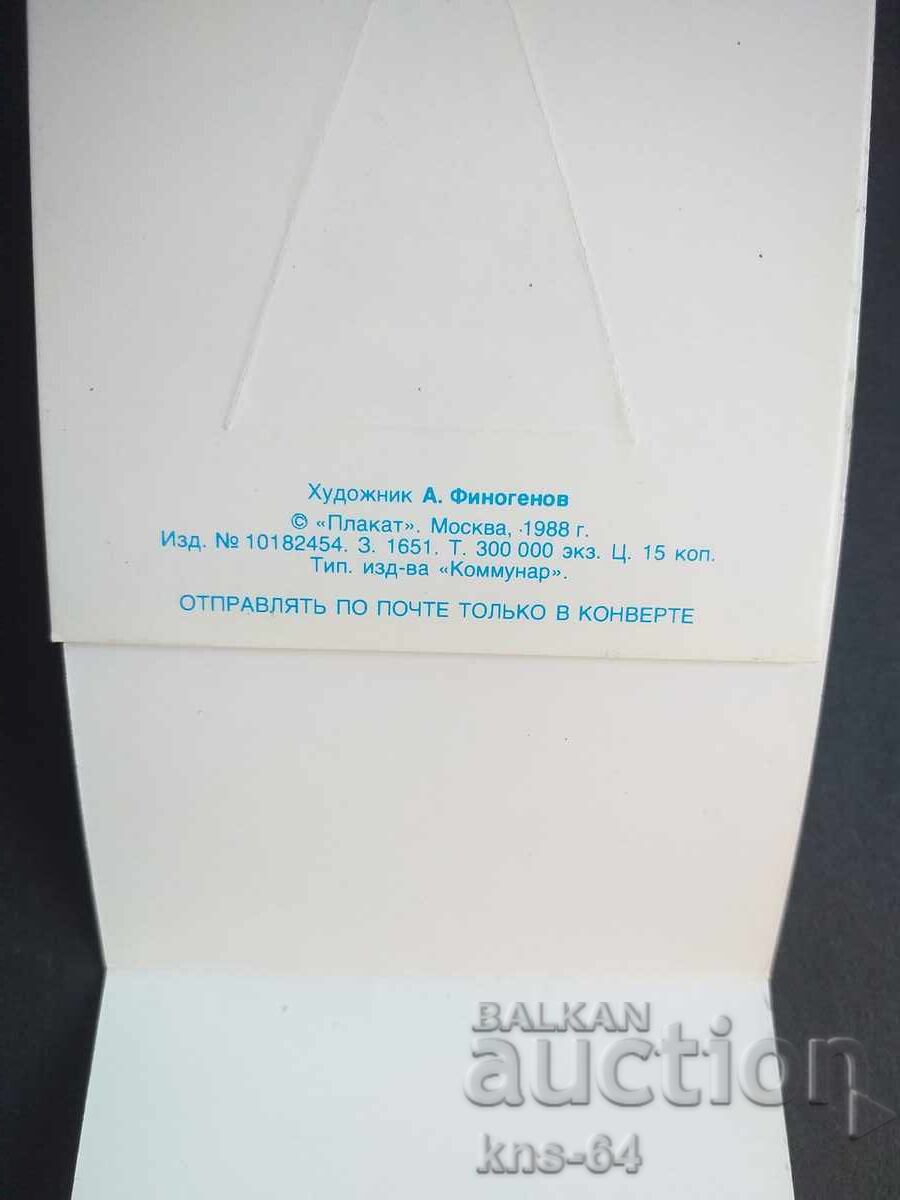 Художник А. Финогенов
© «Плакат». Москва, 1988 г.
Изд. № 10182454. З. 1651. Т. 300 000 экз. Ц. 15 коп.
Тип. изд-ва «Коммунар».
ОТПРАВЛЯТЬ ПО ПОЧТЕ ТОЛЬКО В КОНВЕРТЕ
BALKAN
auction
kns-64